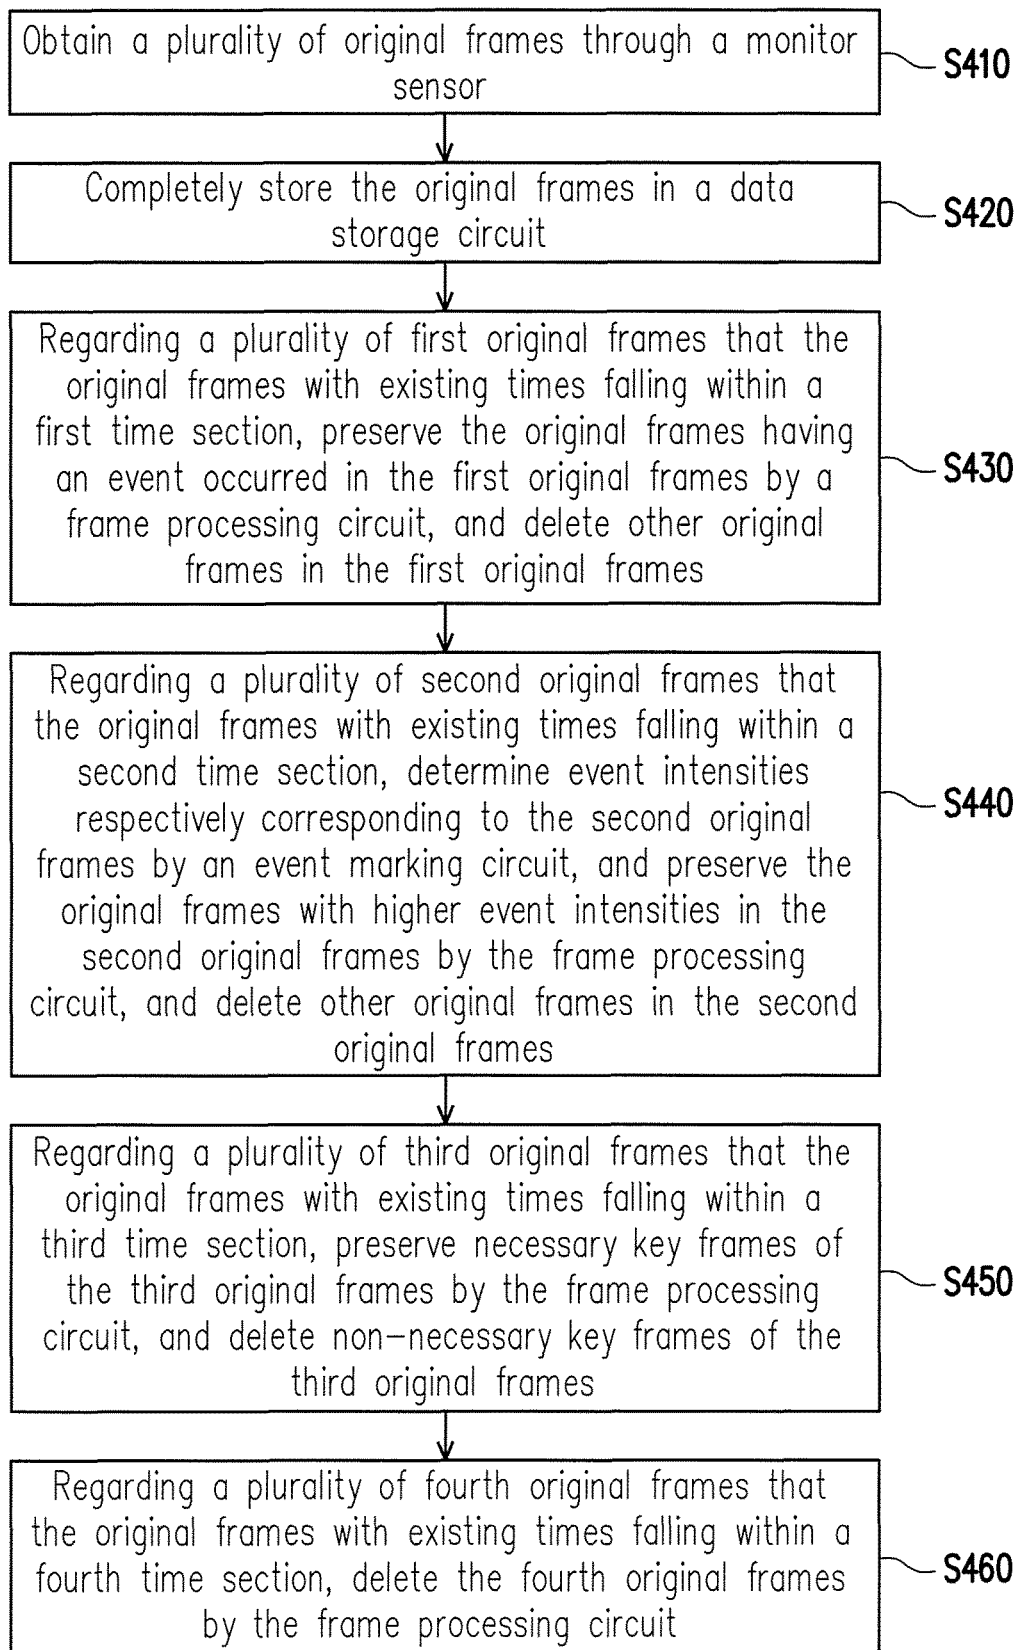 Obtain a plurality of original frames through a monitor
sensor
S410
Completely store the original frames in a data
storage circuit
S420
Regarding a plurality of first original frames that the
original frames with existing times falling within a
first time section, preserve the original frames having
an event occurred in the first original frames by a
frame processing circuit, and delete other original
frames in the first original frames
S430
Regarding a plurality of second original frames that
the original frames with existing times falling within a
second time section, determine event intensities
respectively corresponding to the second original
frames by an event marking circuit, and preserve the
original frames with higher event intensities in the
second original frames by the frame processing
circuit, and delete other original frames in the second
original frames
S440
Regarding a plurality of third original frames that the
original frames with existing times falling within a
third time section, preserve necessary key frames of
the third original frames by the frame processing
circuit, and delete non-necessary key frames of the
third original frames
S450
Regarding a plurality of fourth original frames that
the original frames with existing times falling within a
fourth time section, delete the fourth original frames
by the frame processing circuit
S460